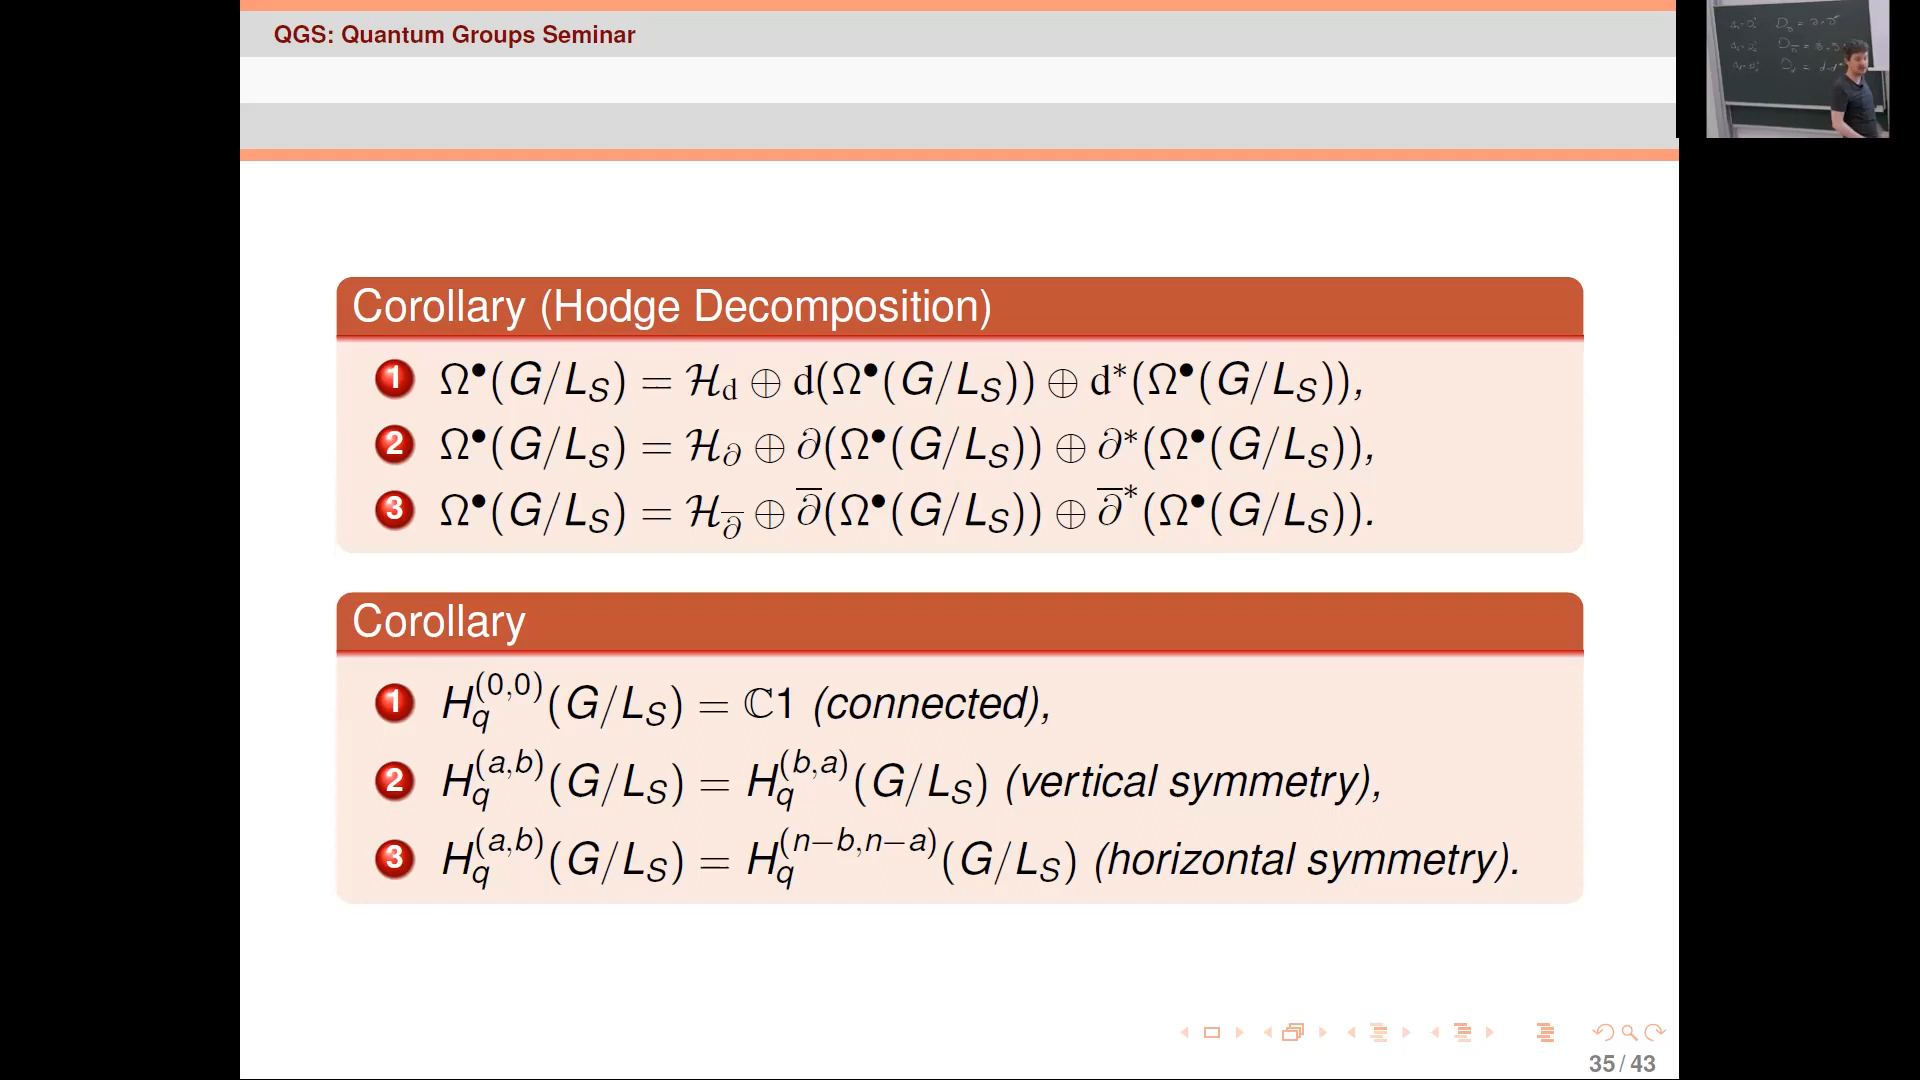 QGS: Quantum Groups Seminar
Corollary (Hodge Decomposition)
1 Ω•(G/L_S) = ℋ_d ⊕ d(Ω•(G/L_S)) ⊕ d*(Ω•(G/L_S)),
2 Ω•(G/L_S) = ℋ_∂ ⊕ ∂(Ω•(G/L_S)) ⊕ ∂*(Ω•(G/L_S)),
3 Ω•(G/L_S) = ℋ_∂̅ ⊕ ∂̅(Ω•(G/L_S)) ⊕ ∂̅*(Ω•(G/L_S)).
Corollary
1 H_q^(0,0)(G/L_S) = ℂ1 (connected),
2 H_q^(a,b)(G/L_S) = H_q^(b,a)(G/L_S) (vertical symmetry),
3 H_q^(a,b)(G/L_S) = H_q^(n−b,n−a)(G/L_S) (horizontal symmetry).
35 / 43